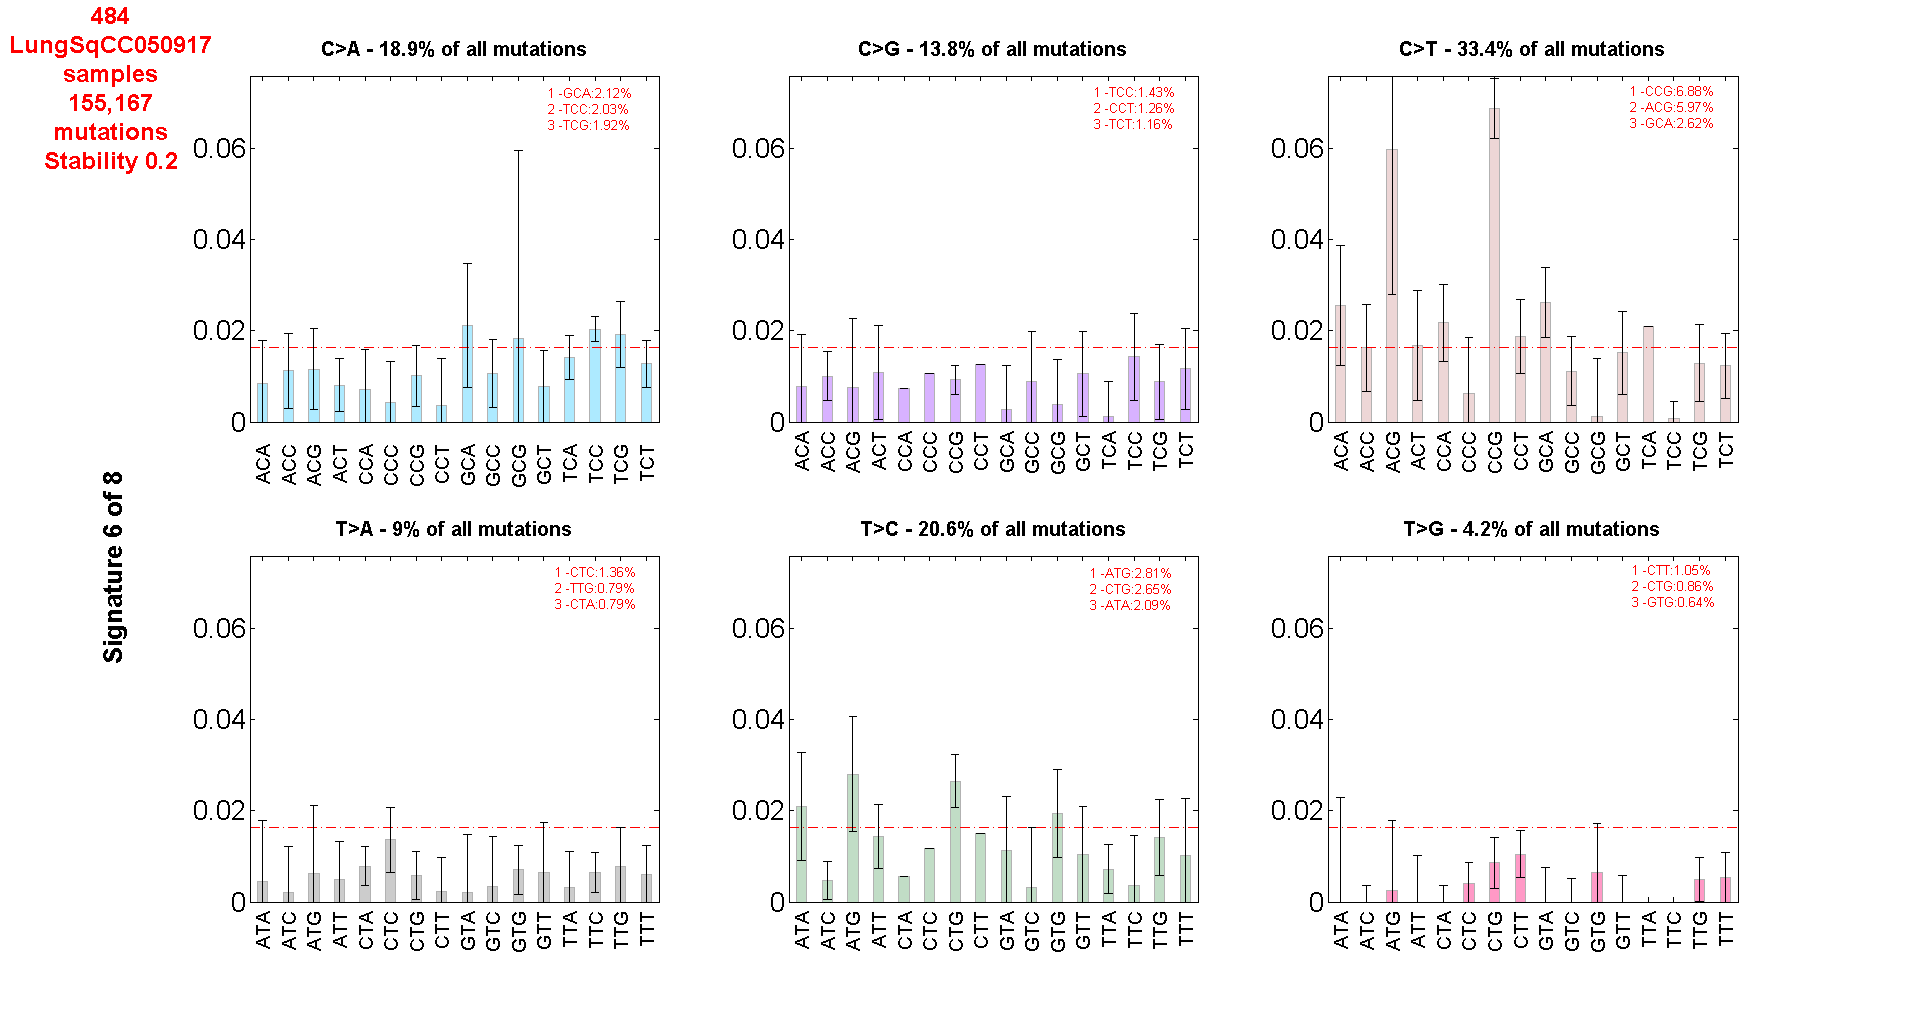 484
LungSqCC050917
samples
155,167
mutations
Stability 0.2
Signature 6 of 8
C>A - 18.9% of all mutations
1 -GCA:2.12%
2 -TCC:2.03%
3 -TCG:1.92%
0.06
0.04
0.02
0
ACA ACC ACG ACT CCA CCC CCG CCT GCA GCC GCG GCT TCA TCC TCG TCT
C>G - 13.8% of all mutations
1 -TCC:1.43%
2 -CCT:1.26%
3 -TCT:1.16%
0.06
0.04
0.02
0
ACA ACC ACG ACT CCA CCC CCG CCT GCA GCC GCG GCT TCA TCC TCG TCT
C>T - 33.4% of all mutations
1 -CCG:6.88%
2 -ACG:5.97%
3 -GCA:2.62%
0.06
0.04
0.02
0
ACA ACC ACG ACT CCA CCC CCG CCT GCA GCC GCG GCT TCA TCC TCG TCT
T>A - 9% of all mutations
1 -CTC:1.36%
2 -TTG:0.79%
3 -CTA:0.79%
0.06
0.04
0.02
0
ATA ATC ATG ATT CTA CTC CTG CTT GTA GTC GTG GTT TTA TTC TTG TTT
T>C - 20.6% of all mutations
1 -ATG:2.81%
2 -CTG:2.65%
3 -ATA:2.09%
0.06
0.04
0.02
0
ATA ATC ATG ATT CTA CTC CTG CTT GTA GTC GTG GTT TTA TTC TTG TTT
T>G - 4.2% of all mutations
1 -CTT:1.05%
2 -CTG:0.86%
3 -GTG:0.64%
0.06
0.04
0.02
0
ATA ATC ATG ATT CTA CTC CTG CTT GTA GTC GTG GTT TTA TTC TTG TTT